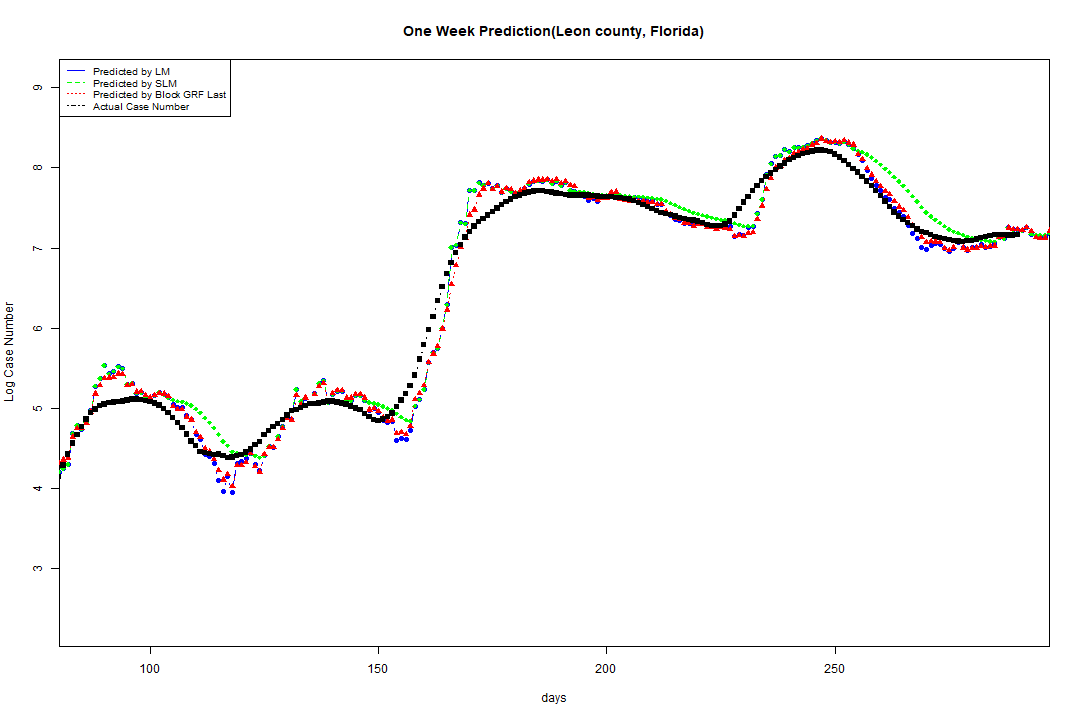 One Week Prediction(Leon county, Florida)
Predicted by LM
Predicted by SLM
Predicted by Block GRF Last
Actual Case Number
9
8
7
6
5
4
3
Log Case Number
100 150 200 250
days